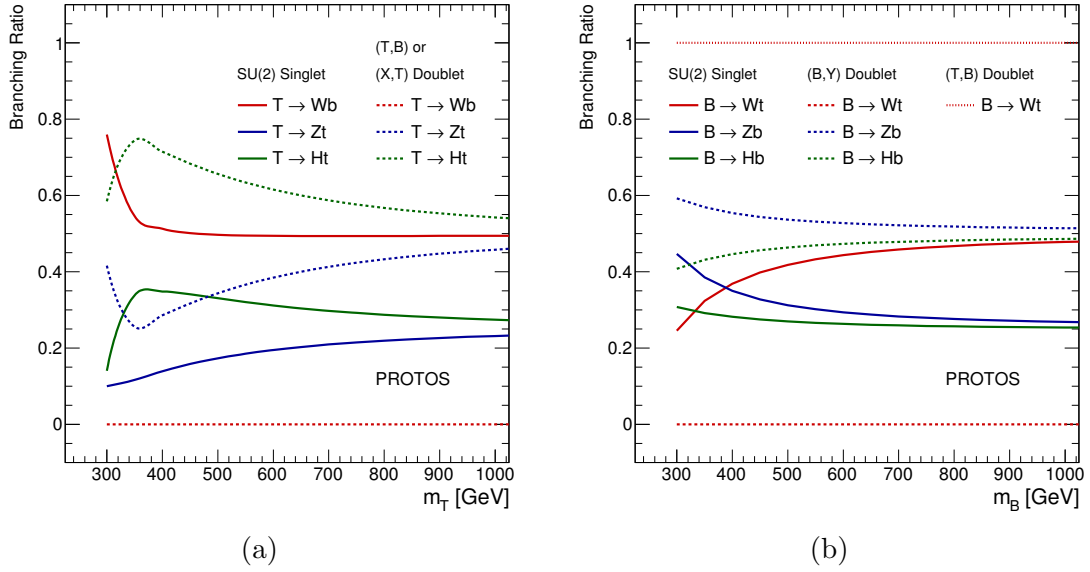 Branching Ratio
1
0.8
0.6
0.4
0.2
0
(T,B) or
SU(2) Singlet (X,T) Doublet
T → Wb T → Wb
T → Zt T → Zt
T → Ht T → Ht
PROTOS
300 400 500 600 700 800 900 1000
m_T [GeV]
(a)
Branching Ratio
1
0.8
0.6
0.4
0.2
0
SU(2) Singlet (B,Y) Doublet (T,B) Doublet
B → Wt B → Wt B → Wt
B → Zb B → Zb
B → Hb B → Hb
PROTOS
300 400 500 600 700 800 900 1000
m_B [GeV]
(b)